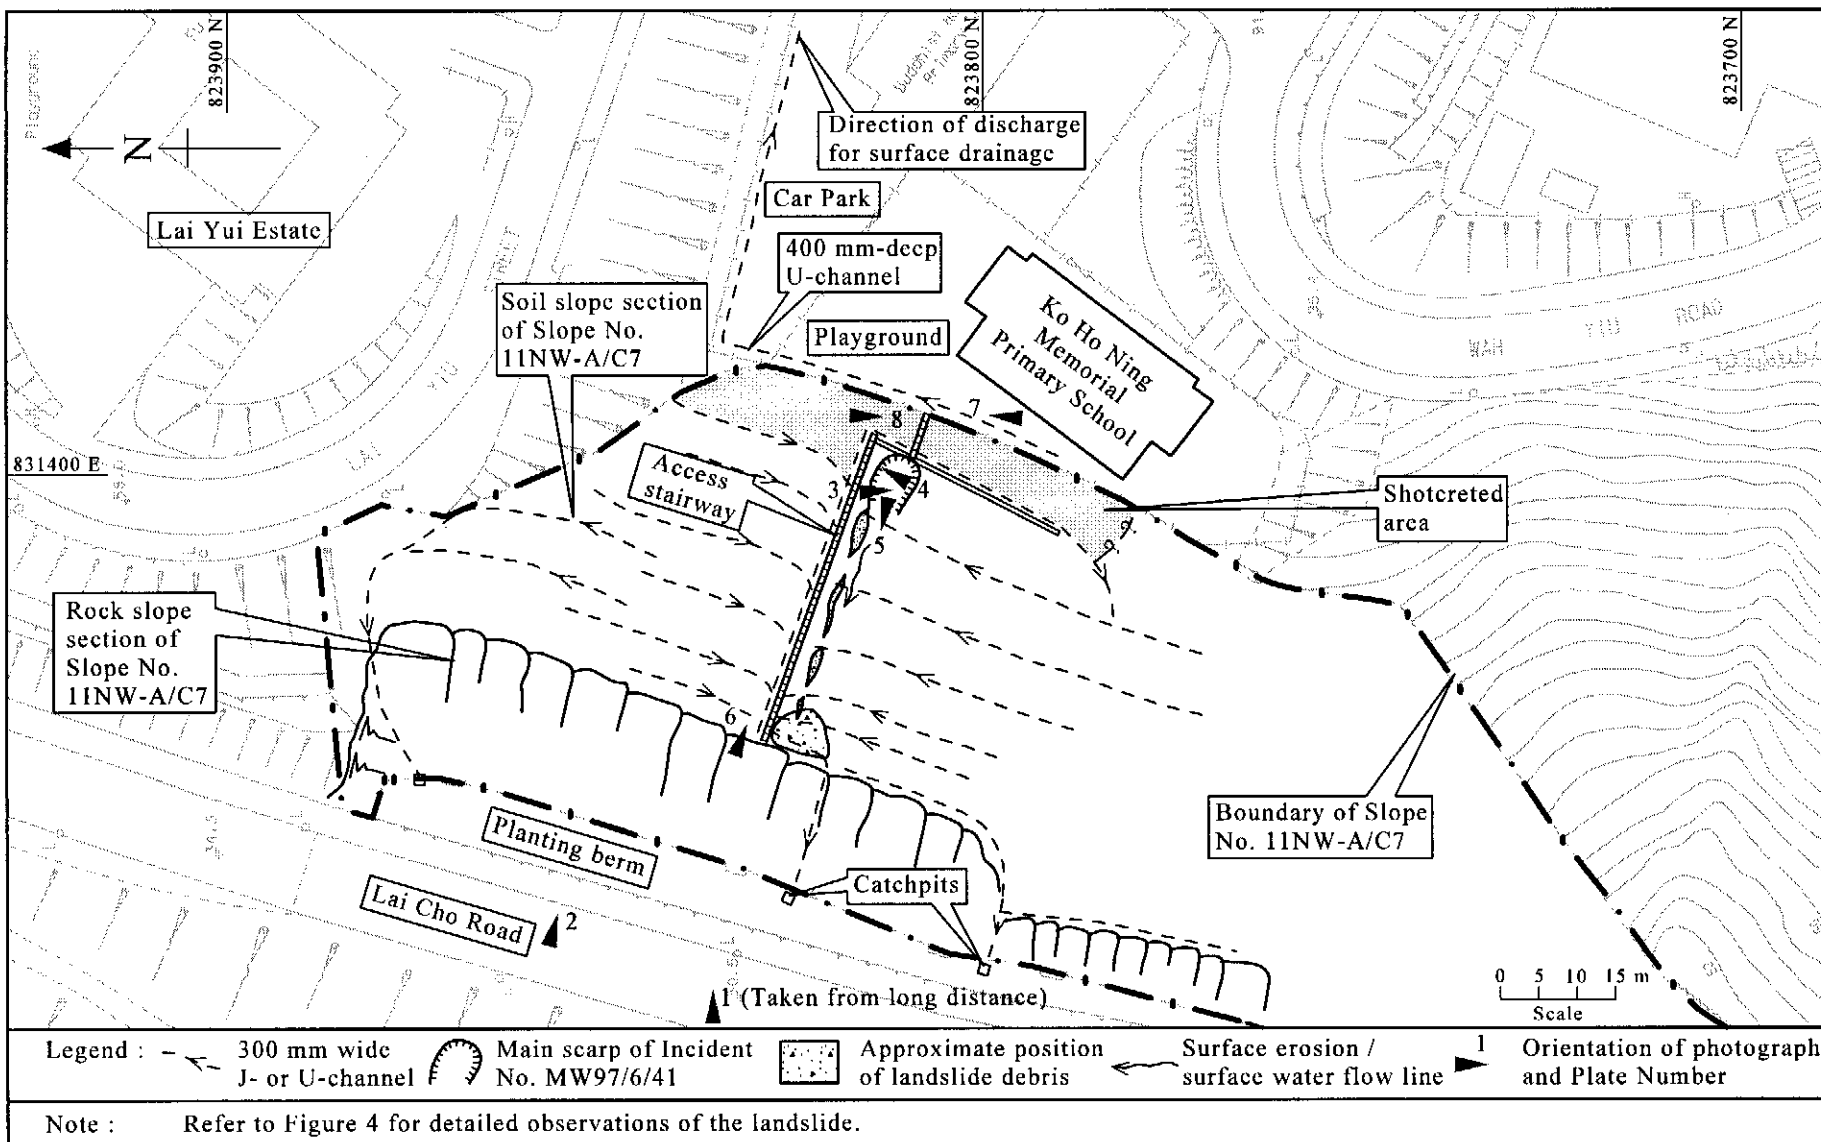 823900 N
823800 N
823700 N
Playground
N
Direction of discharge
for surface drainage
Car Park
Lai Yui Estate
400 mm-deep
U-channel
Soil slope section
of Slope No.
11NW-A/C7
Playground
Ko Ho Ning
Memorial
Primary School
WAH YIU ROAD
LAI YIU
831400 E
8
7
Access
stairway
3
4
5
Shotcreted
area
Rock slope
section of
Slope No.
11NW-A/C7
6
Boundary of Slope
No. 11NW-A/C7
Planting berm
Catchpits
Lai Cho Road
2
1 (Taken from long distance)
0 5 10 15 m
Scale
Legend :
300 mm wide
J- or U-channel
Main scarp of Incident
No. MW97/6/41
Approximate position
of landslide debris
Surface erosion /
surface water flow line
1
Orientation of photograph
and Plate Number
Note : Refer to Figure 4 for detailed observations of the landslide.